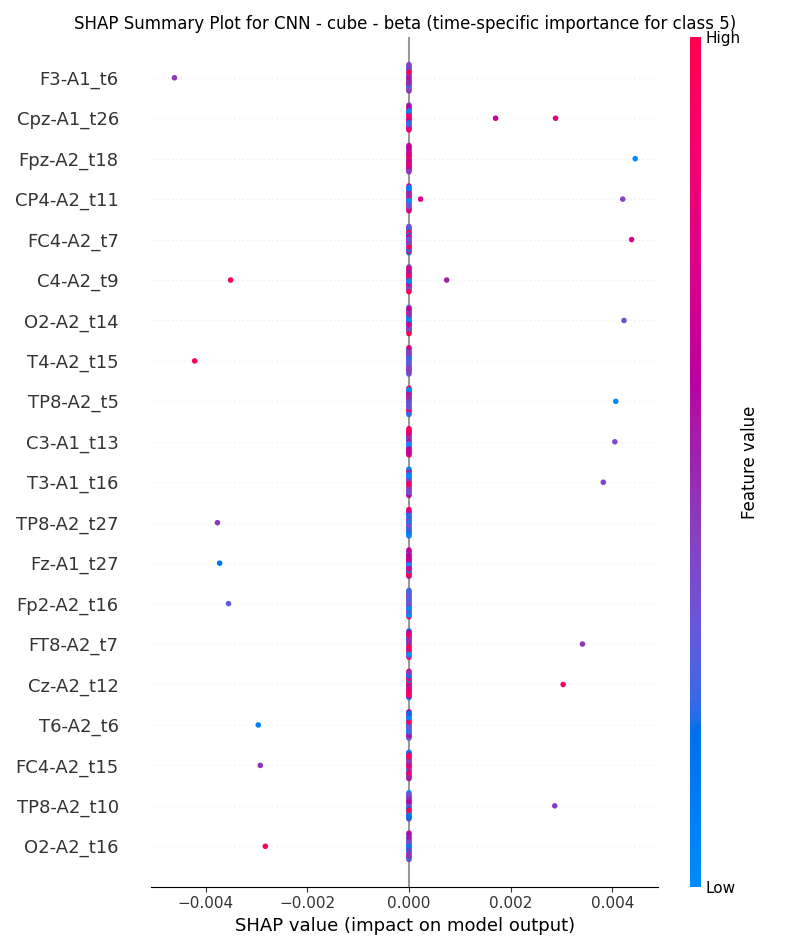 SHAP Summary Plot for CNN - cube - beta (time-specific importance for class 5)
High
F3-A1_t6
Cpz-A1_t26
Fpz-A2_t18
CP4-A2_t11
FC4-A2_t7
C4-A2_t9
O2-A2_t14
T4-A2_t15
TP8-A2_t5
C3-A1_t13
T3-A1_t16
TP8-A2_t27
Fz-A1_t27
Fp2-A2_t16
FT8-A2_t7
Cz-A2_t12
T6-A2_t6
FC4-A2_t15
TP8-A2_t10
O2-A2_t16
Feature value
Low
−0.004 −0.002 0.000 0.002 0.004
SHAP value (impact on model output)